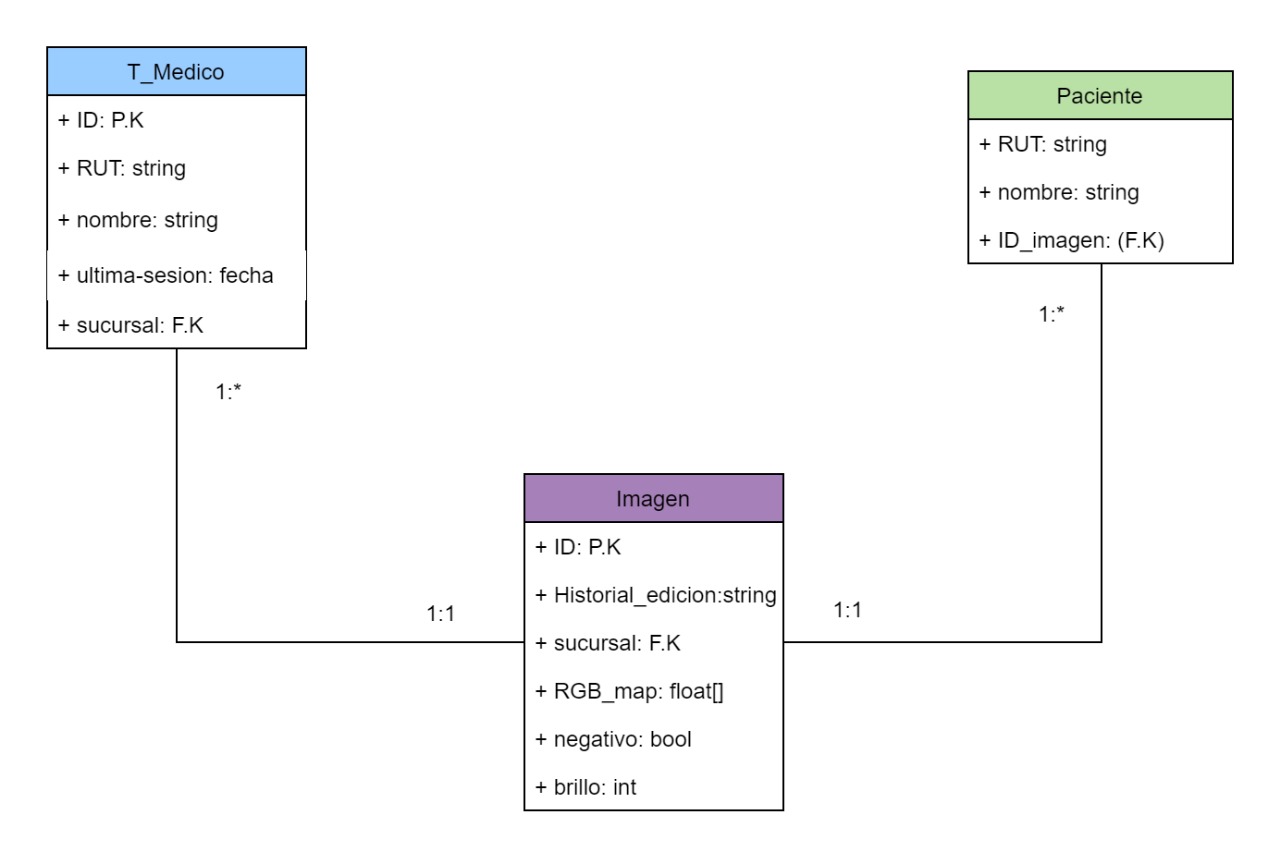 T_Medico
+ ID: P.K
+ RUT: string
+ nombre: string
+ ultima-sesion: fecha
+ sucursal: F.K
1:*
Paciente
+ RUT: string
+ nombre: string
+ ID_imagen: (F.K)
1:*
Imagen
+ ID: P.K
+ Historial_edicion:string
+ sucursal: F.K
+ RGB_map: float[]
+ negativo: bool
+ brillo: int
1:1
1:1